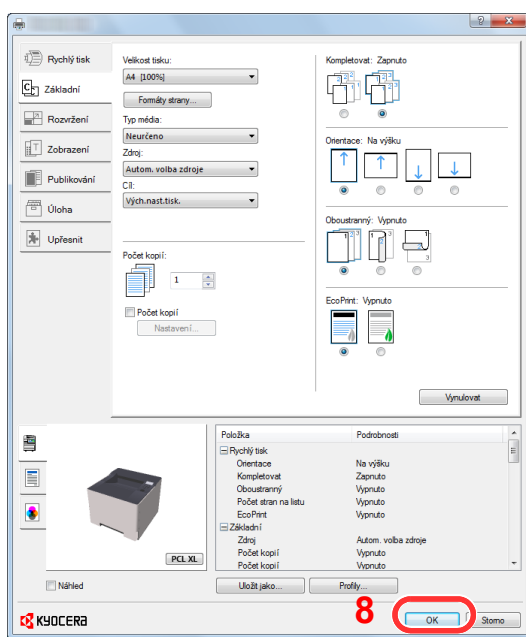 Rychlý tisk
Základní
Rozvržení
Zobrazení
Publikování
Úloha
Upřesnit
Velikost tisku:
A4 [100%]
Formáty strany...
Typ média:
Neurčeno
Zdroj:
Autom. volba zdroje
Cíl:
Vých.nast.tisk.
Počet kopií:
1
Počet kopií
Nastavení...
Kompletovat: Zapnuto
Orientace: Na výšku
Oboustranný: Vypnuto
EcoPrint: Vypnuto
Vynulovat
PCL XL
Položka Podrobnosti
Rychlý tisk
Orientace Na výšku
Kompletovat Zapnuto
Oboustranný Vypnuto
Počet stran na listu Vypnuto
EcoPrint Vypnuto
Základní
Zdroj Autom. volba zdroje
Počet kopií Vypnuto
Počet kopií Vypnuto
Náhled
Uložit jako...
Profily...
KYOCERA
8
OK
Storno